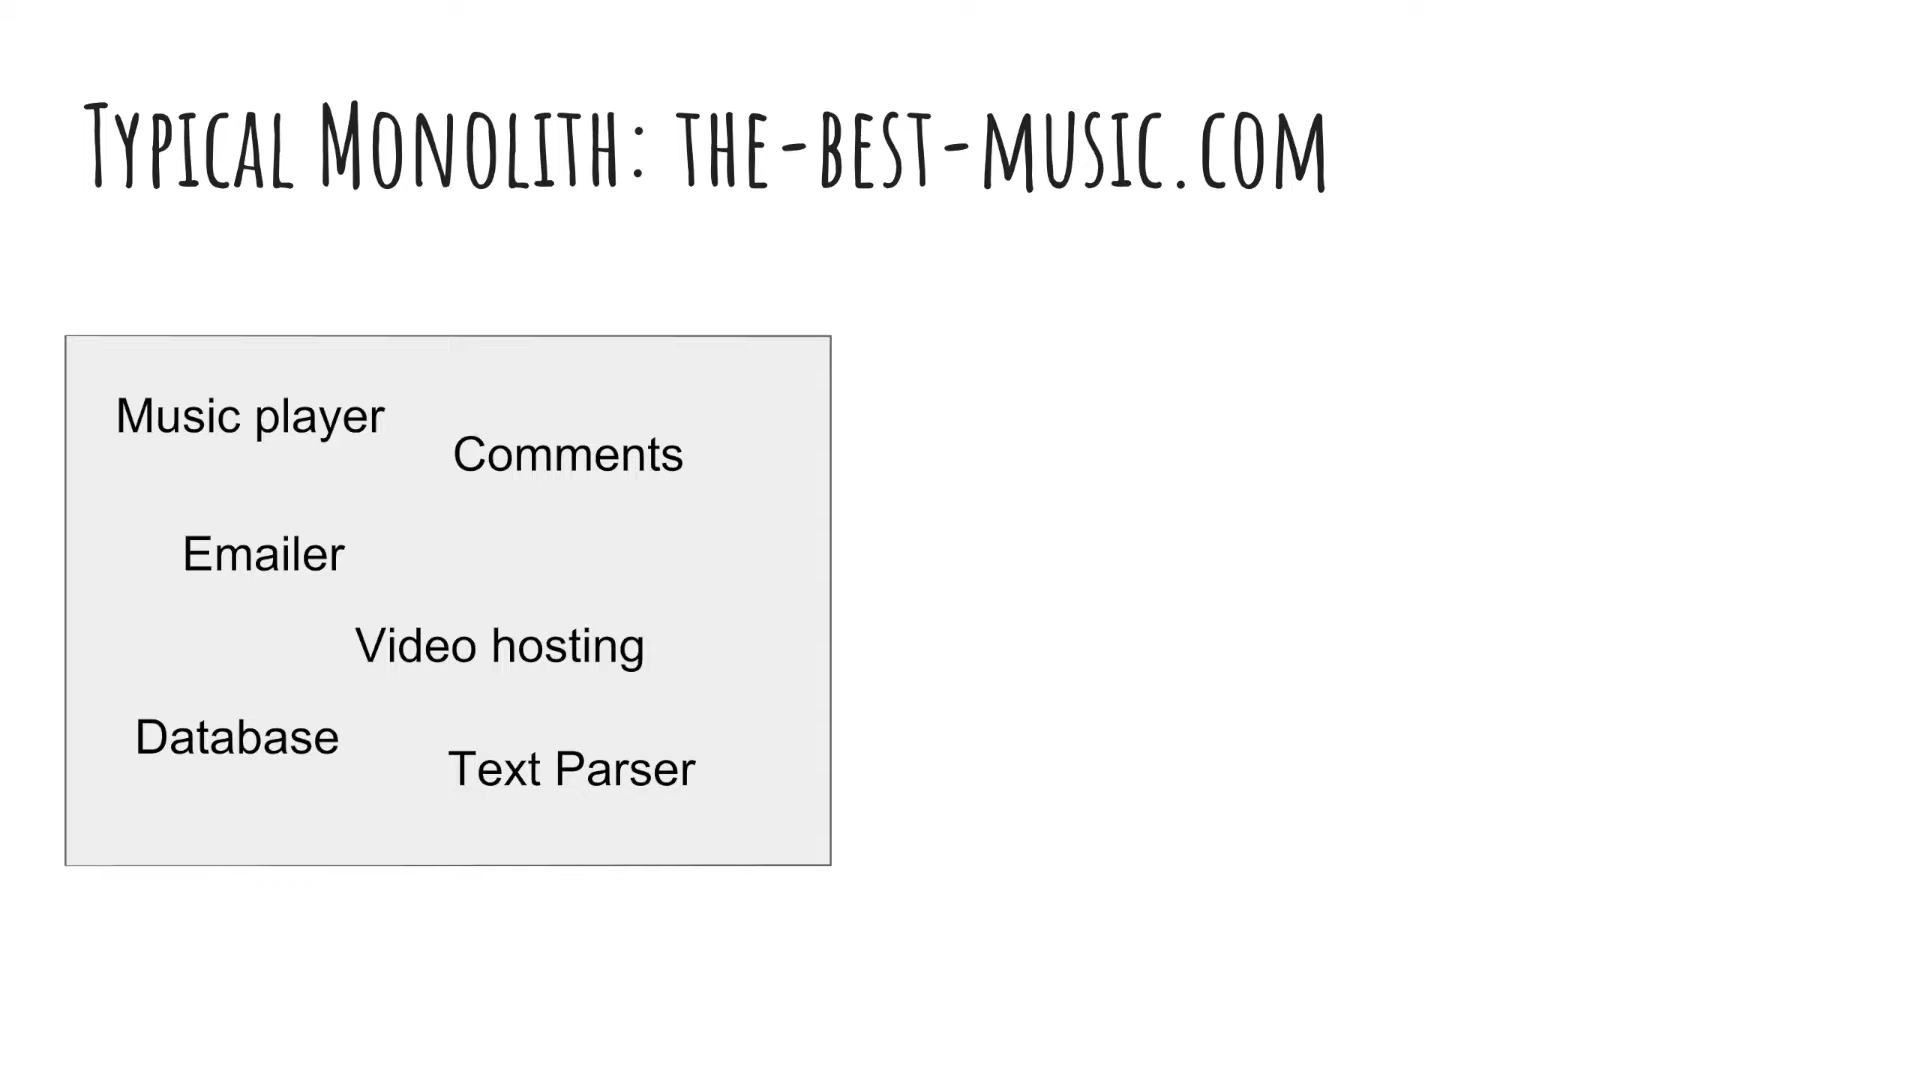 Typical Monolith: the-best-music.com
Music player
Comments
Emailer
Video hosting
Database
Text Parser